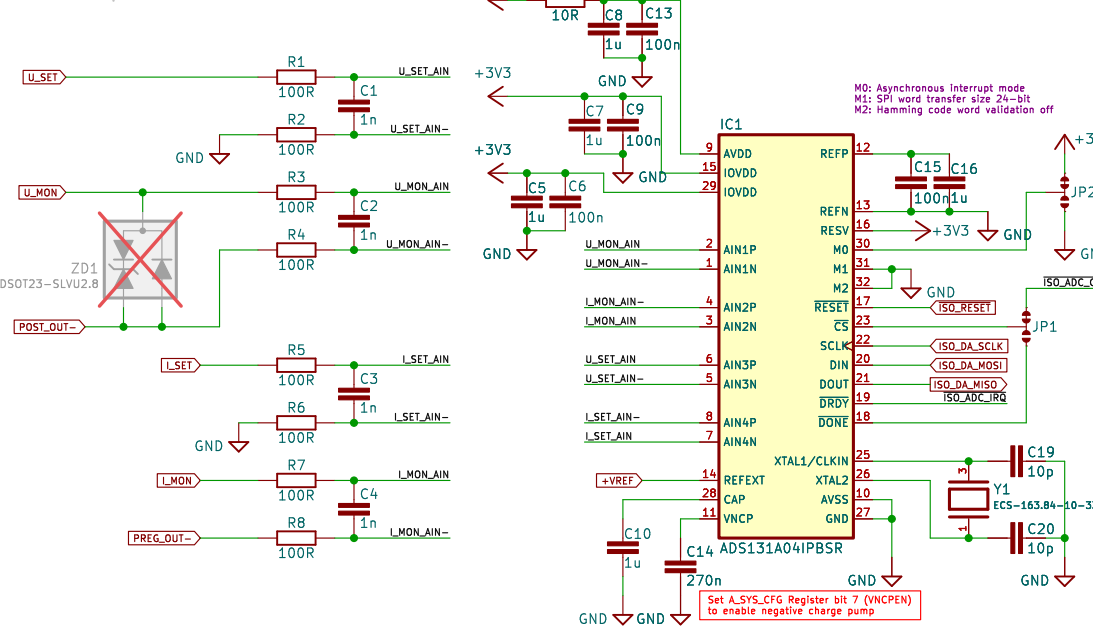 10R
C8
1u
C13
100n
GND
U_SET
R1
100R
U_SET_AIN
C1
1n
R2
100R
U_SET_AIN-
GND
+3V3
C7
1u
C9
100n
GND
+3V3
C5
1u
C6
100n
GND
U_MON
R3
100R
U_MON_AIN
C2
1n
R4
100R
U_MON_AIN-
ZD1
DSOT23-SLVU2.8
POST_OUT-
I_SET
R5
100R
I_SET_AIN
C3
1n
R6
100R
I_SET_AIN-
GND
I_MON
R7
100R
I_MON_AIN
C4
1n
PREG_OUT-
R8
100R
I_MON_AIN-
U_MON_AIN
U_MON_AIN-
I_MON_AIN-
I_MON_AIN
U_SET_AIN
U_SET_AIN-
I_SET_AIN-
I_SET_AIN
+VREF
C10
1u
GND
C14
270n
GND
IC1
9 AVDD
15 IOVDD
29 IOVDD
2 AIN1P
1 AIN1N
4 AIN2P
3 AIN2N
6 AIN3P
5 AIN3N
8 AIN4P
7 AIN4N
14 REFEXT
28 CAP
11 VNCP
REFP 12
REFN 13
RESV 16
M0 30
M1 31
M2 32
RESET 17
CS 23
SCLK 22
DIN 20
DOUT 21
DRDY 19
DONE 18
XTAL1/CLKIN 25
XTAL2 26
AVSS 10
GND 27
ADS131A04IPBSR
M0: Asynchronous interrupt mode
M1: SPI word transfer size 24-bit
M2: Hamming code word validation off
C15
100n
C16
1u
GND
+3V3
GND
JP2
JP1
ISO_RESET
ISO_DA_SCLK
ISO_DA_MOSI
ISO_DA_MISO
ISO_ADC_IRQ
3
Y1
1
C19
10p
C20
10p
GND
GND
Set A_SYS_CFG Register bit 7 (VNCPEN)
to enable negative charge pump